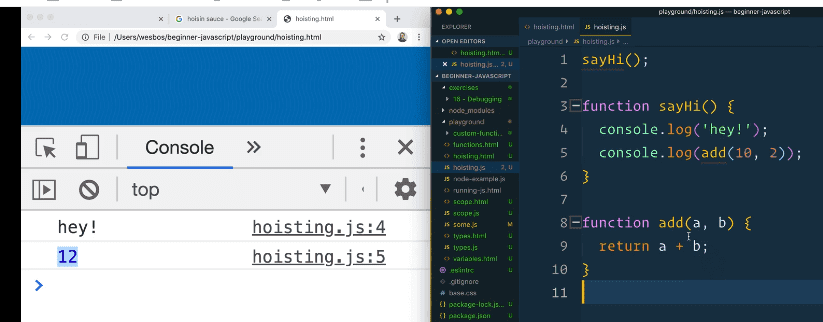 hoisin sauce - Google Se
hoisting.html
File | /Users/wesbos/beginner-javascript/playground/hoisting.html
Console
top
hey! hoisting.js:4
12 hoisting.js:5
playground/hoisting.js — beginner-javascript
EXPLORER
OPEN EDITORS
hoisting.htm... U
hoisting.js... 2, U
BEGINNER-JAVASCRIPT
exercises
16 - Debugging
node_modules
playground
custom-functi...
functions.html U
hoisting.html U
hoisting.js 2, U
node-example.js
running-js.html
scope.html U
scope.js U
some.js M
types.html U
types.js U
variables.html U
.eslintrc U
.gitignore
base.css
package-lock.js... U
package.json U
hoisting.html
hoisting.js
playground hoisting.js ...
1 sayHi();
2
3 function sayHi() {
4 console.log('hey!');
5 console.log(add(10, 2));
6 }
7
8 function add(a, b) {
9 return a + b;
10 }
11